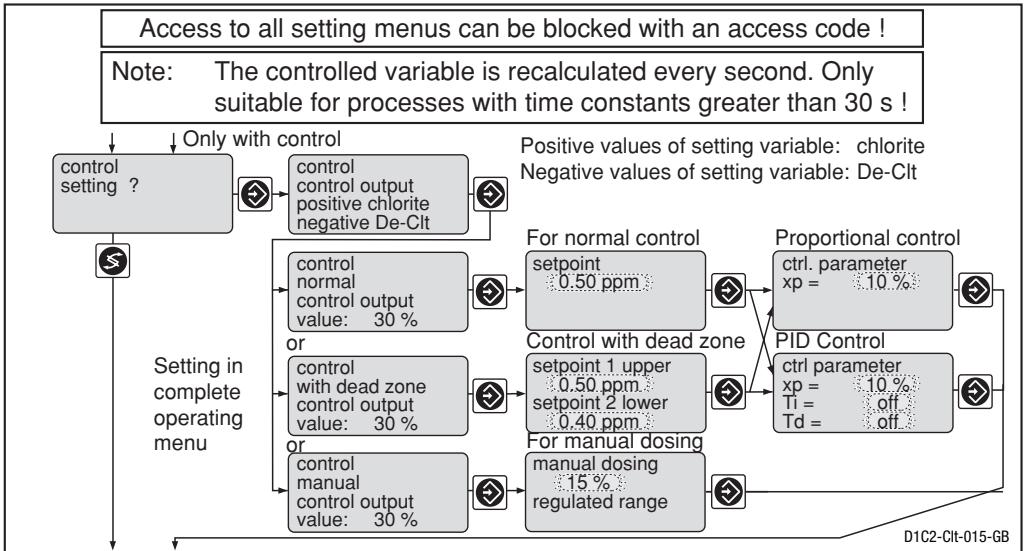 Access to all setting menus can be blocked with an access code !
Note: The controlled variable is recalculated every second. Only
suitable for processes with time constants greater than 30 s !
Only with control
Positive values of setting variable: chlorite
Negative values of setting variable: De-Clt
control
setting ?
control
control output
positive chlorite
negative De-Clt
For normal control
Proportional control
control
normal
control output
value: 30 %
setpoint
0.50 ppm
ctrl. parameter
xp = 10 %
or
Control with dead zone
PID Control
Setting in
complete
operating
menu
control
with dead zone
control output
value: 30 %
setpoint 1 upper
0.50 ppm
setpoint 2 lower
0.40 ppm
ctrl parameter
xp = 10 %
Ti = off
Td = off
or
For manual dosing
control
manual
control output
value: 30 %
manual dosing
15 %
regulated range
D1C2-Clt-015-GB